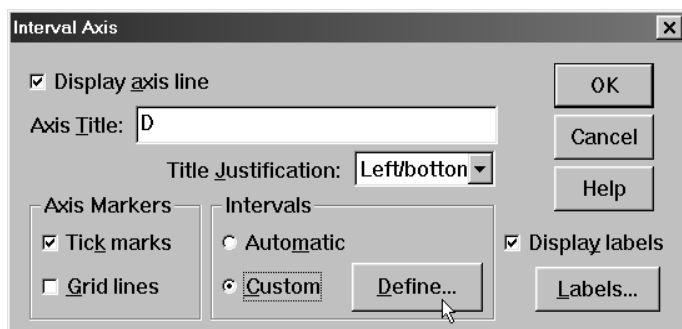 Interval Axis
Display axis line
OK
Axis Title: D
Cancel
Title Justification: Left/botton
Help
Axis Markers
Intervals
Tick marks
Automatic
Display labels
Grid lines
Custom
Define...
Labels...